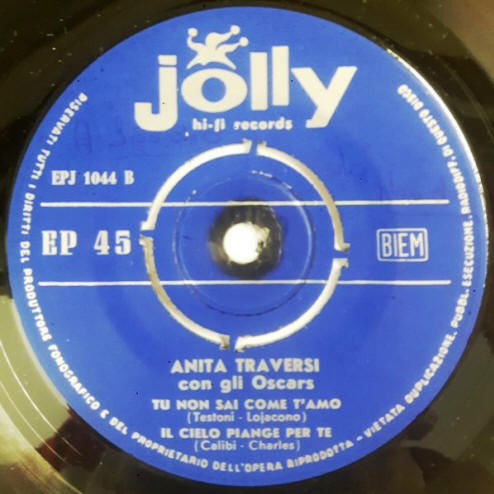 jolly
hi-fi records
EPJ 1044 B
EP 45
BIEM
ANITA TRAVERSI
con gli Oscars
TU NON SAI COME T'AMO
(Testoni - Lojacono)
IL CIELO PIANGE PER TE
(Calibi - Charles)
RISERVATI TUTTI I DIRITTI DEL PRODUTTORE FONOGRAFICO E DEL PROPRIETARIO DELL'OPERA RIPRODOTTA - VIETATA DUPLICAZIONE, PUBBL. ESECUZIONE, RADIODIFF. DI QUESTO DISCO